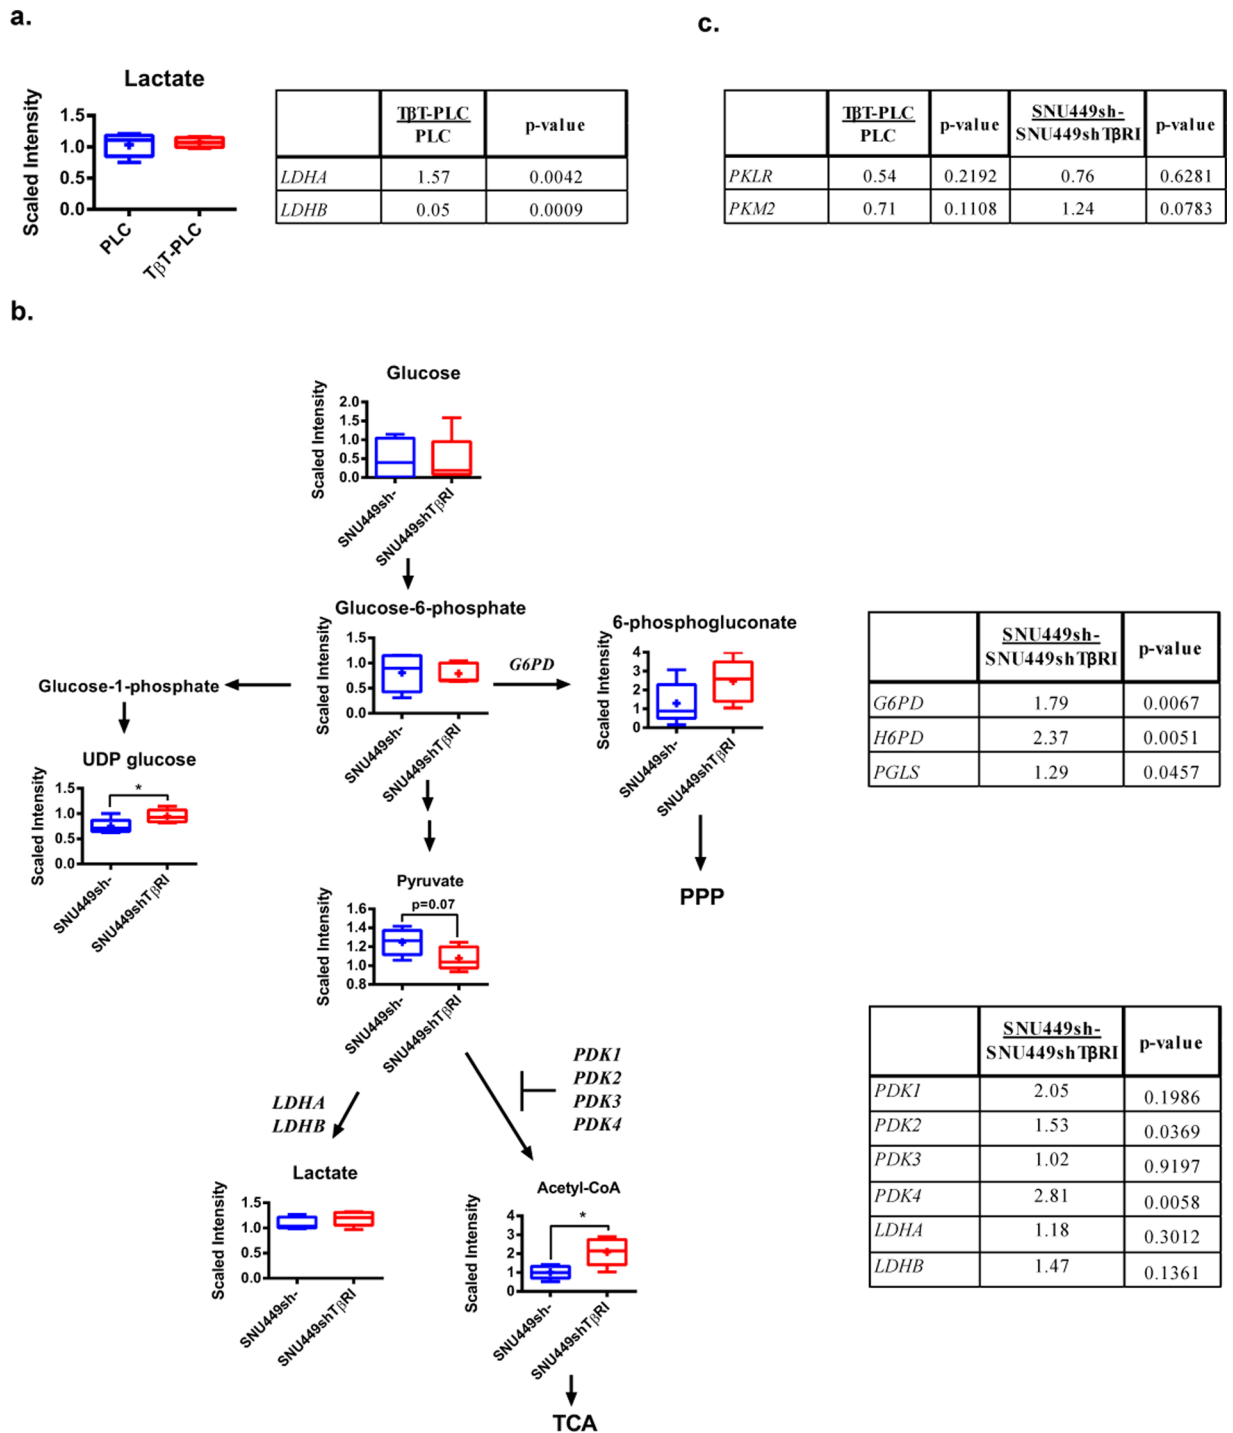 a.
Lactate
Scaled Intensity
1.5
1.0
0.5
0.0
PLC
TβT-PLC
TβT-PLC
PLC
p-value
LDHA 1.57 0.0042
LDHB 0.05 0.0009
c.
TβT-PLC
PLC
p-value
SNU449sh-
SNU449shTβRI
p-value
PKLR 0.54 0.2192 0.76 0.6281
PKM2 0.71 0.1108 1.24 0.0783
b.
Glucose
Scaled Intensity
2.0
1.5
1.0
0.5
0.0
SNU449sh-
SNU449shTβRI
Glucose-6-phosphate
Scaled Intensity
1.5
1.0
0.5
0.0
SNU449sh-
SNU449shTβRI
G6PD
6-phosphogluconate
Scaled Intensity
4
3
2
1
0
SNU449sh-
SNU449shTβRI
PPP
SNU449sh-
SNU449shTβRI
p-value
G6PD 1.79 0.0067
H6PD 2.37 0.0051
PGLS 1.29 0.0457
Glucose-1-phosphate
UDP glucose
Scaled Intensity
1.5
1.0
0.5
0.0
*
SNU449sh-
SNU449shTβRI
Pyruvate
p=0.07
Scaled Intensity
1.6
1.4
1.2
1.0
0.8
SNU449sh-
SNU449shTβRI
LDHA
LDHB
PDK1
PDK2
PDK3
PDK4
Lactate
Scaled Intensity
1.5
1.0
0.5
0.0
SNU449sh-
SNU449shTβRI
Acetyl-CoA
Scaled Intensity
4
3
2
1
0
*
SNU449sh-
SNU449shTβRI
TCA
SNU449sh-
SNU449shTβRI
p-value
PDK1 2.05 0.1986
PDK2 1.53 0.0369
PDK3 1.02 0.9197
PDK4 2.81 0.0058
LDHA 1.18 0.3012
LDHB 1.47 0.1361